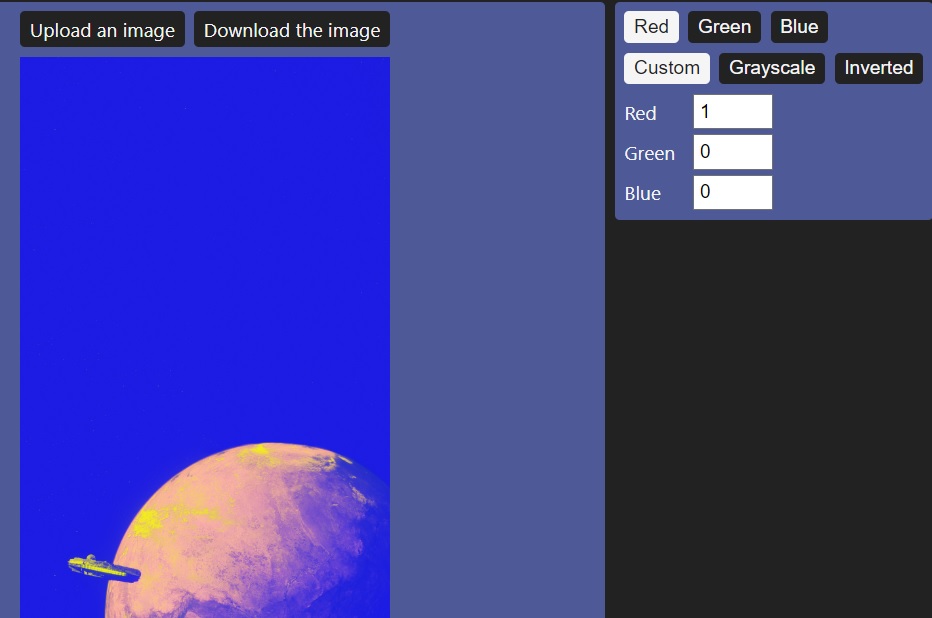 Upload an image Download the image
Red Green Blue
Custom Grayscale Inverted
Red 1
Green 0
Blue 0